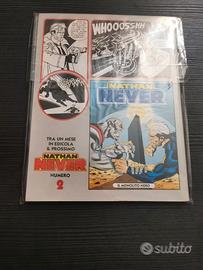 WHOOOSSHH
NATHAN
NEVER
TRA UN MESE
IN EDICOLA
IL PROSSIMO
NATHAN
NEVER
NUMERO
2
IL MONOLITO NERO
subito